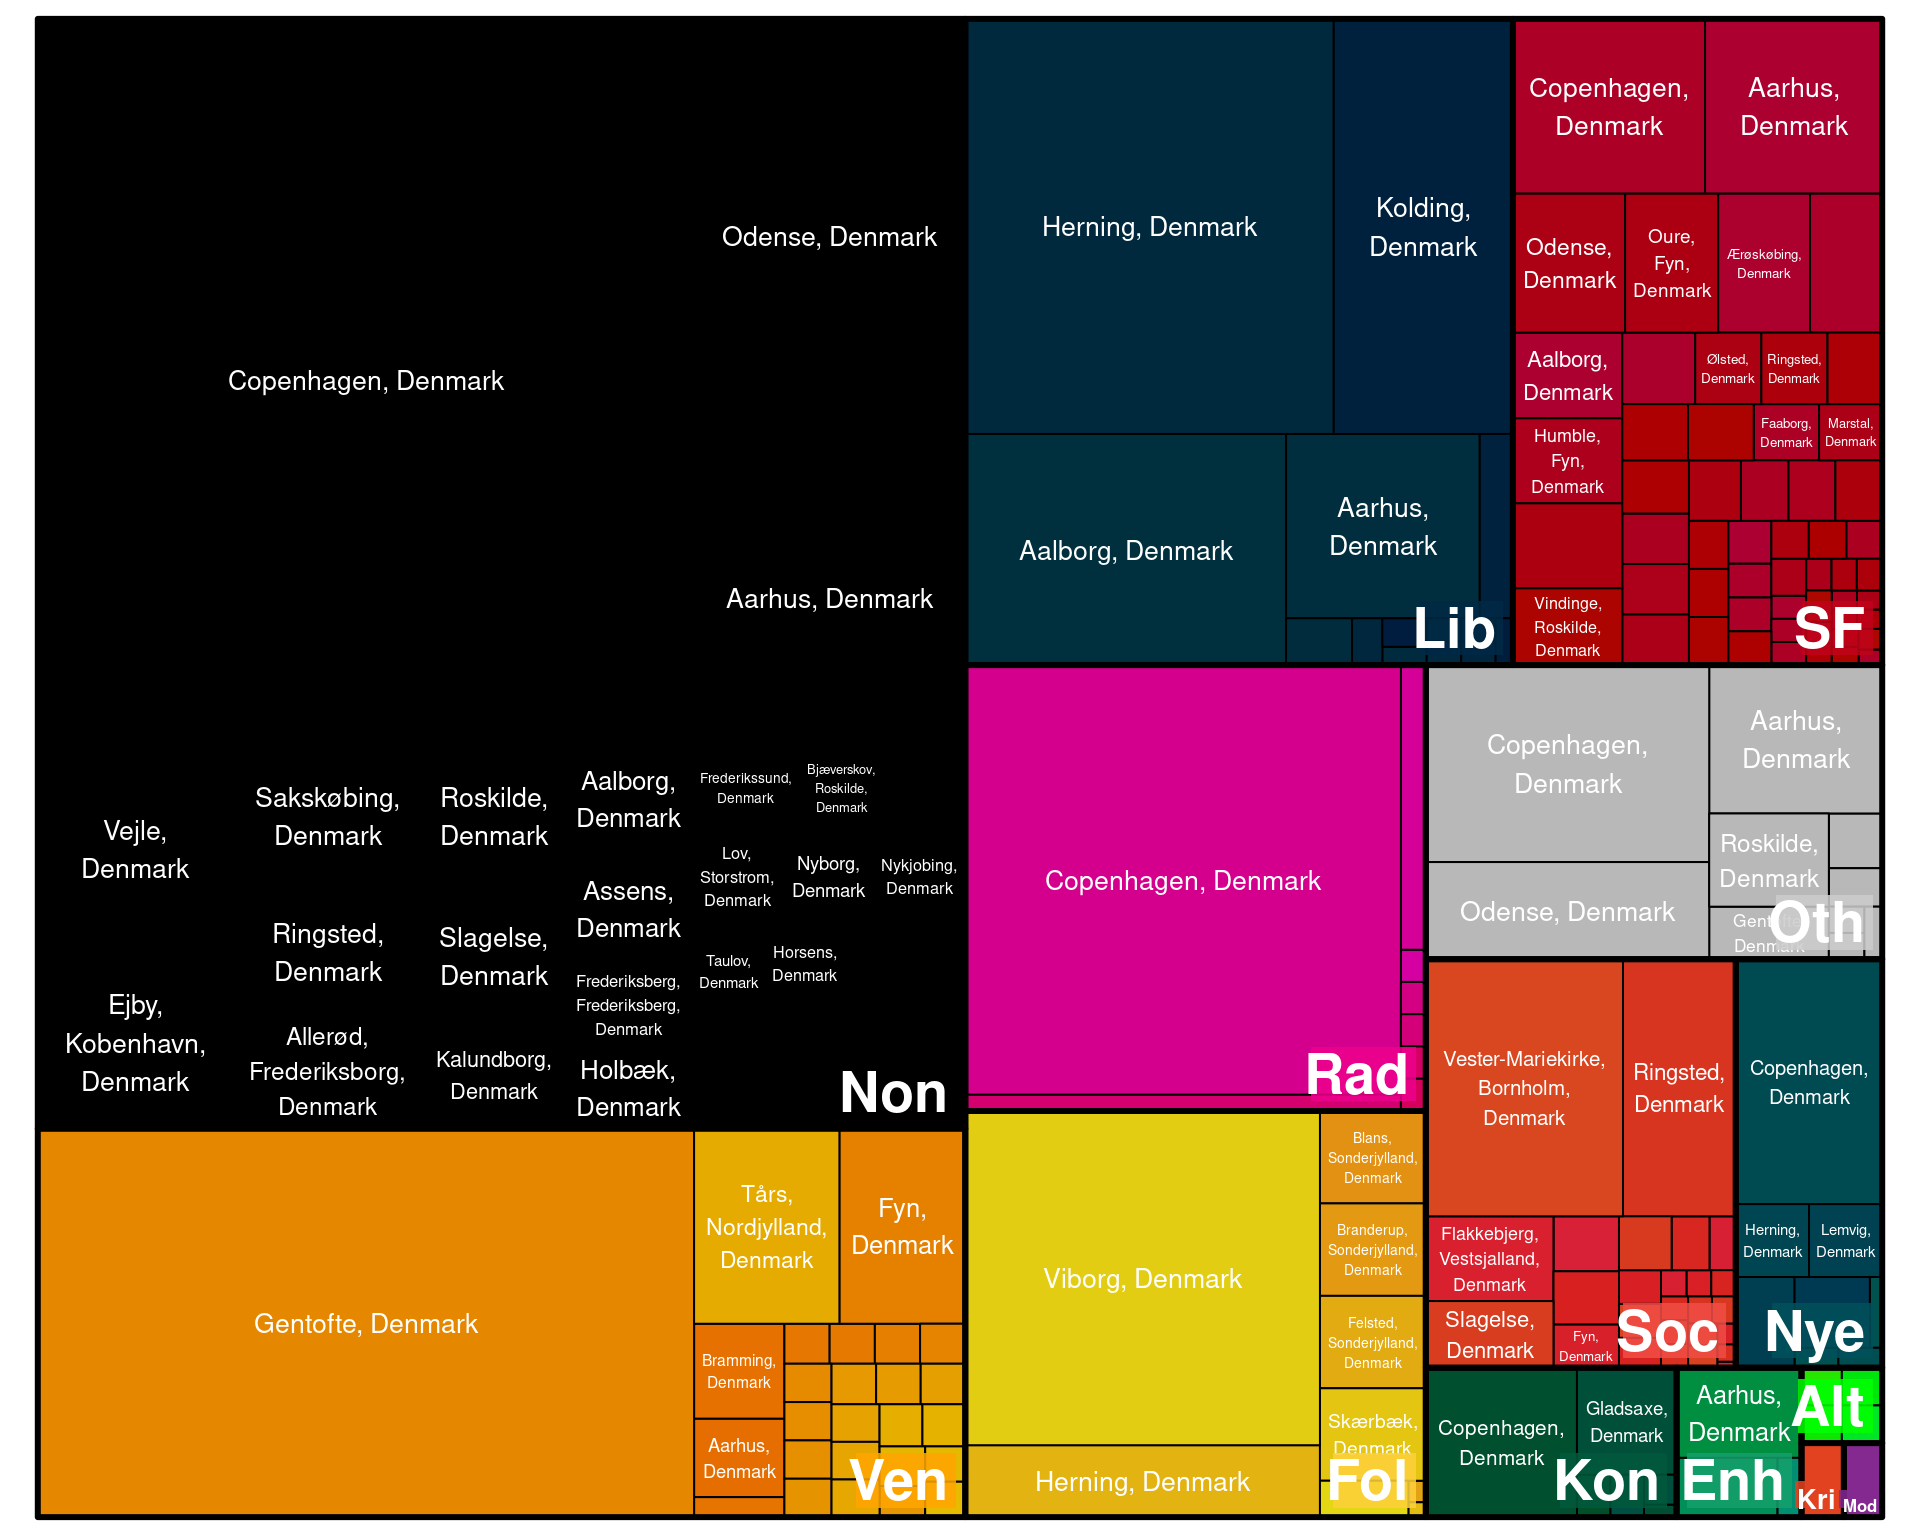 Copenhagen, Denmark
Odense, Denmark
Aarhus, Denmark
Vejle,
Denmark
Ejby,
Kobenhavn,
Denmark
Sakskøbing,
Denmark
Ringsted,
Denmark
Allerød,
Frederiksborg,
Denmark
Roskilde,
Denmark
Slagelse,
Denmark
Kalundborg,
Denmark
Aalborg,
Denmark
Assens,
Denmark
Frederiksberg,
Frederiksberg,
Denmark
Holbæk,
Denmark
Frederikssund,
Denmark
Bjæverskov,
Roskilde,
Denmark
Lov,
Storstrom,
Denmark
Nyborg,
Denmark
Nykjobing,
Denmark
Taulov,
Denmark
Horsens,
Denmark
Non
Gentofte, Denmark
Tårs,
Nordjylland,
Denmark
Fyn,
Denmark
Bramming,
Denmark
Aarhus,
Denmark
Ven
Herning, Denmark
Kolding,
Denmark
Aalborg, Denmark
Aarhus,
Denmark
Lib
Copenhagen,
Denmark
Aarhus,
Denmark
Odense,
Denmark
Oure,
Fyn,
Denmark
Ærøskøbing,
Denmark
Aalborg,
Denmark
Ølsted,
Denmark
Ringsted,
Denmark
Humble,
Fyn,
Denmark
Faaborg,
Denmark
Marstal,
Denmark
Vindinge,
Roskilde,
Denmark
SF
Copenhagen, Denmark
Rad
Copenhagen,
Denmark
Aarhus,
Denmark
Odense, Denmark
Roskilde,
Denmark
Oth
Viborg, Denmark
Herning, Denmark
Blans,
Sonderjylland,
Denmark
Branderup,
Sonderjylland,
Denmark
Felsted,
Sonderjylland,
Denmark
Skærbæk,
Denmark
Fol
Vester-Mariekirke,
Bornholm,
Denmark
Ringsted,
Denmark
Flakkebjerg,
Vestsjalland,
Denmark
Slagelse,
Denmark
Fyn,
Denmark
Soc
Copenhagen,
Denmark
Herning,
Denmark
Lemvig,
Denmark
Nye
Copenhagen,
Denmark
Gladsaxe,
Denmark
Kon
Aarhus,
Denmark
Enh
Alt
Kri
Mod